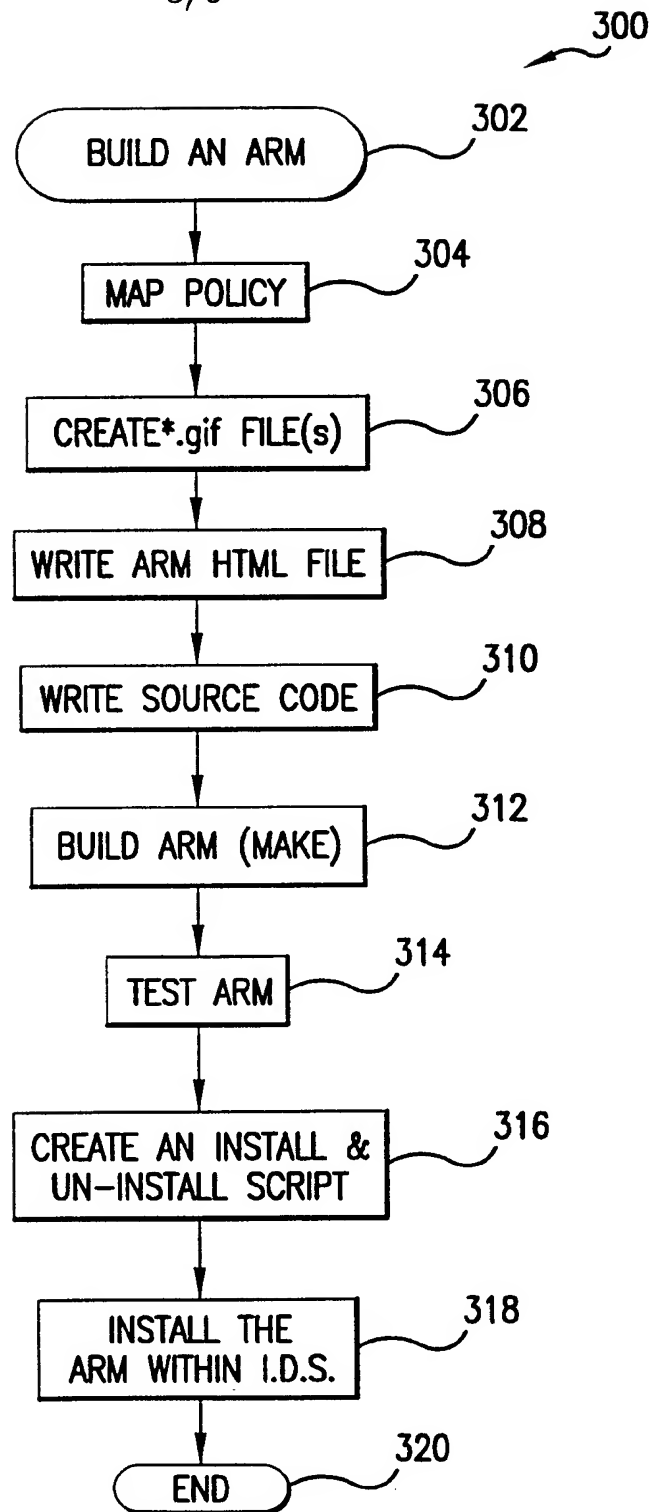 300
BUILD AN ARM
302
MAP POLICY
304
CREATE*.gif FILE(s)
306
WRITE ARM HTML FILE
308
WRITE SOURCE CODE
310
BUILD ARM (MAKE)
312
TEST ARM
314
CREATE AN INSTALL &
UN-INSTALL SCRIPT
316
INSTALL THE
ARM WITHIN I.D.S.
318
END
320